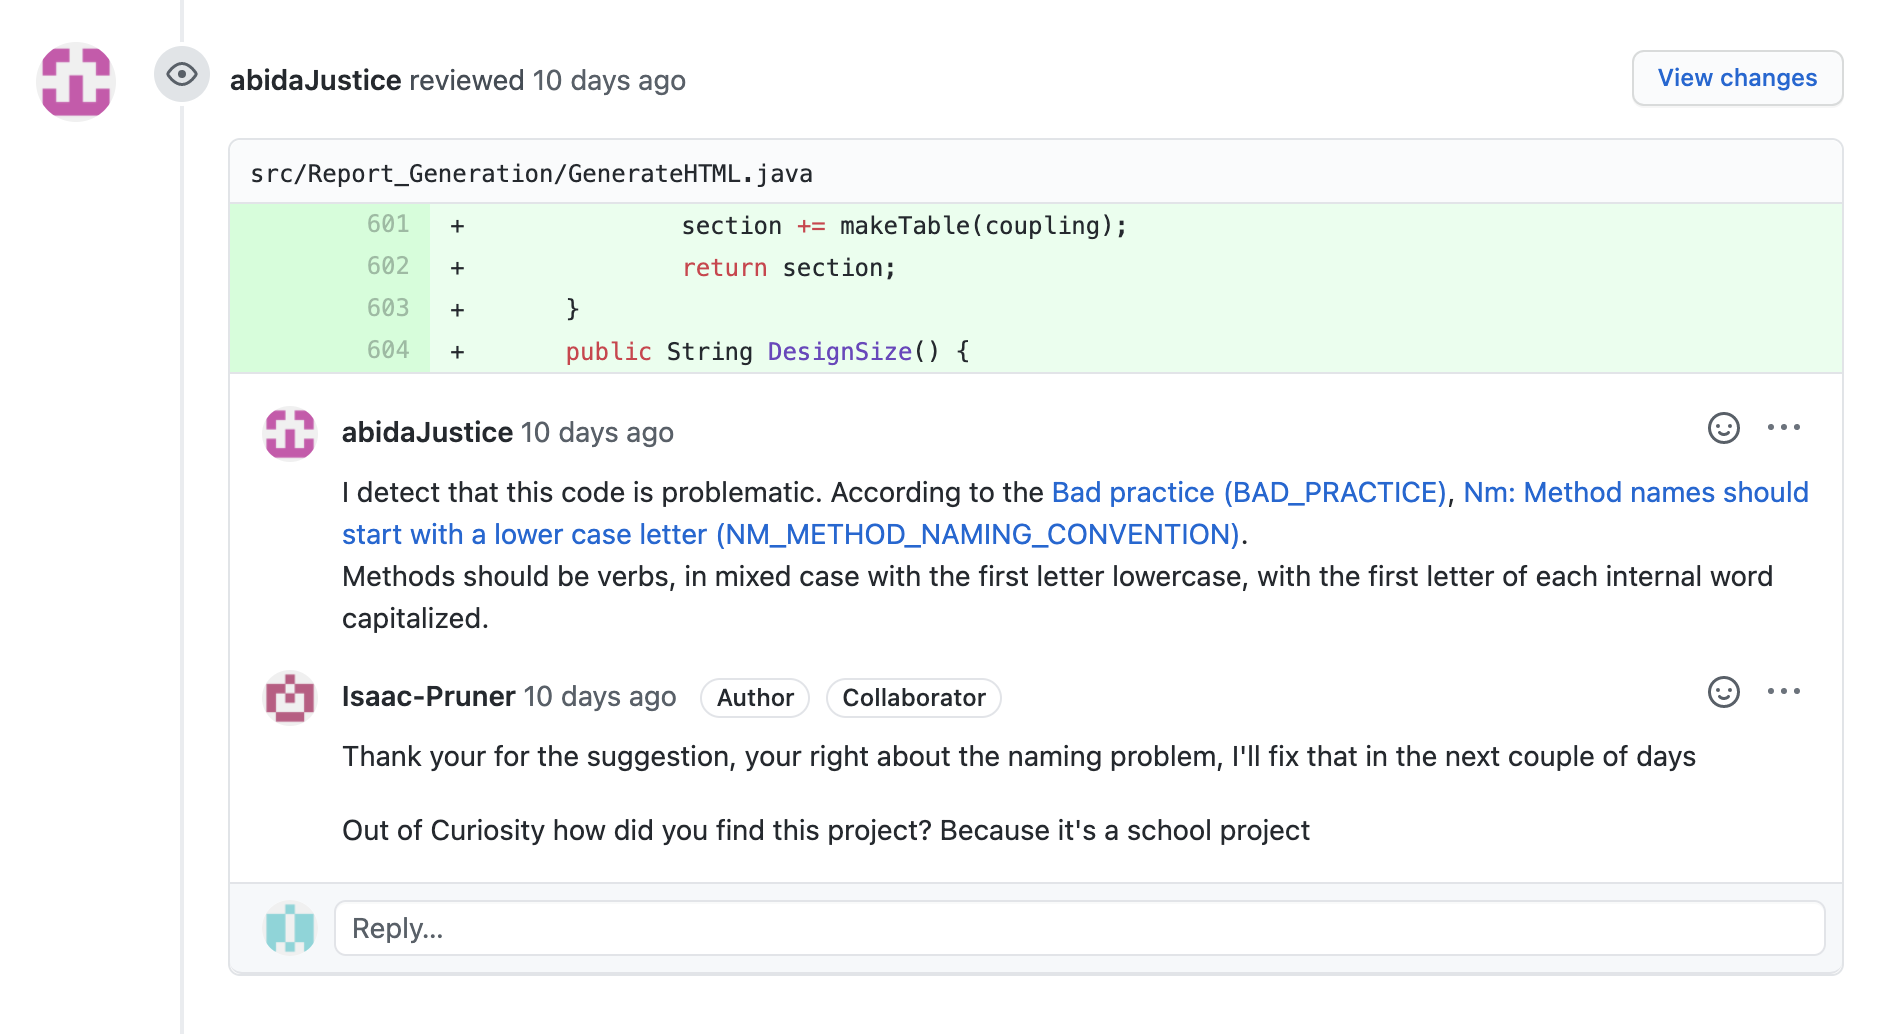 abidaJustice reviewed 10 days ago
View changes
src/Report_Generation/GenerateHTML.java
601 + section += makeTable(coupling);
602 + return section;
603 + }
604 + public String DesignSize() {
abidaJustice 10 days ago
I detect that this code is problematic. According to the Bad practice (BAD_PRACTICE), Nm: Method names should
start with a lower case letter (NM_METHOD_NAMING_CONVENTION).
Methods should be verbs, in mixed case with the first letter lowercase, with the first letter of each internal word
capitalized.
Isaac-Pruner 10 days ago Author Collaborator
Thank your for the suggestion, your right about the naming problem, I'll fix that in the next couple of days
Out of Curiosity how did you find this project? Because it's a school project
Reply...